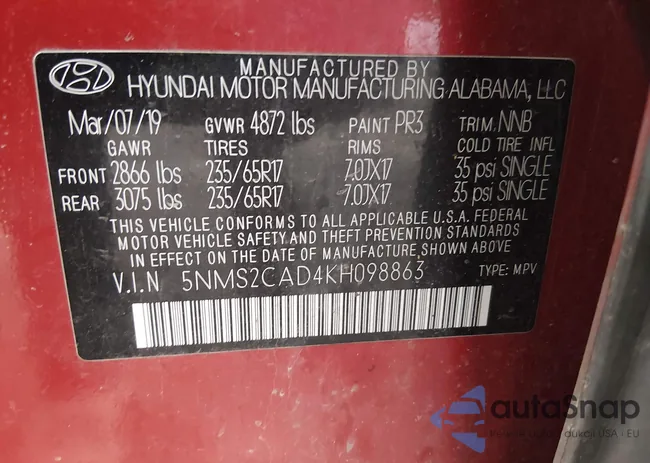 MANUFACTURED BY
HYUNDAI MOTOR MANUFACTURING ALABAMA, LLC
Mar/07/19 GVWR 4872 lbs PAINT PR3 TRIM. NNB
GAWR TIRES RIMS COLD TIRE INFL
FRONT 2866 lbs 235/65R17 7.0JX17 35 psi SINGLE
REAR 3075 lbs 235/65R17 7.0JX17 35 psi SINGLE
THIS VEHICLE CONFORMS TO ALL APPLICABLE U.S.A. FEDERAL
MOTOR VEHICLE SAFETY AND THEFT PREVENTION STANDARDS
IN EFFECT ON THE DATE OF MANUFACTURE, SHOWN ABOVE
V.I.N 5NMS2CAD4KH098863 TYPE: MPV
autoSnap
USA - EU